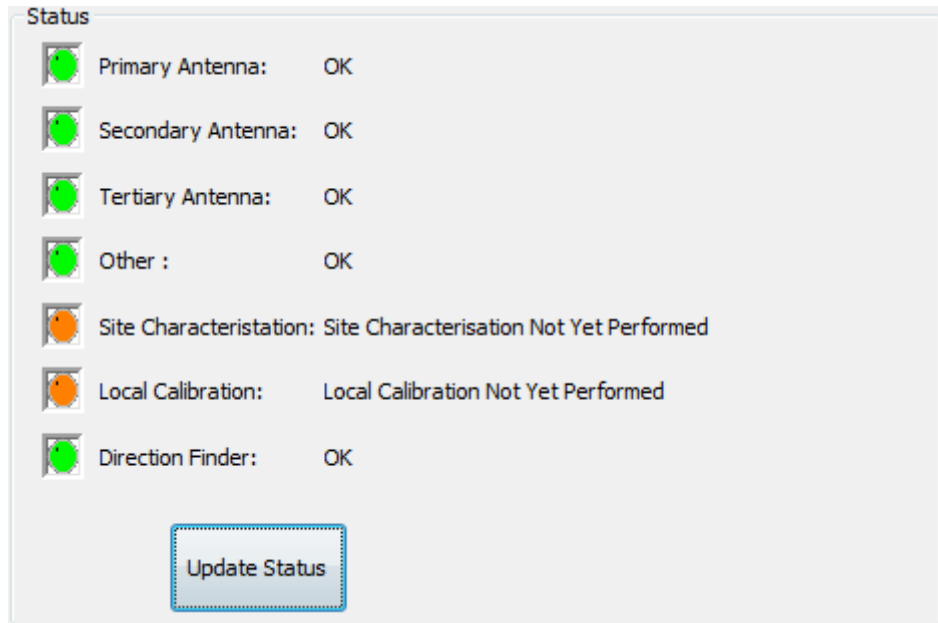 Status
Primary Antenna: OK
Secondary Antenna: OK
Tertiary Antenna: OK
Other : OK
Site Characteristation: Site Characterisation Not Yet Performed
Local Calibration: Local Calibration Not Yet Performed
Direction Finder: OK
Update Status